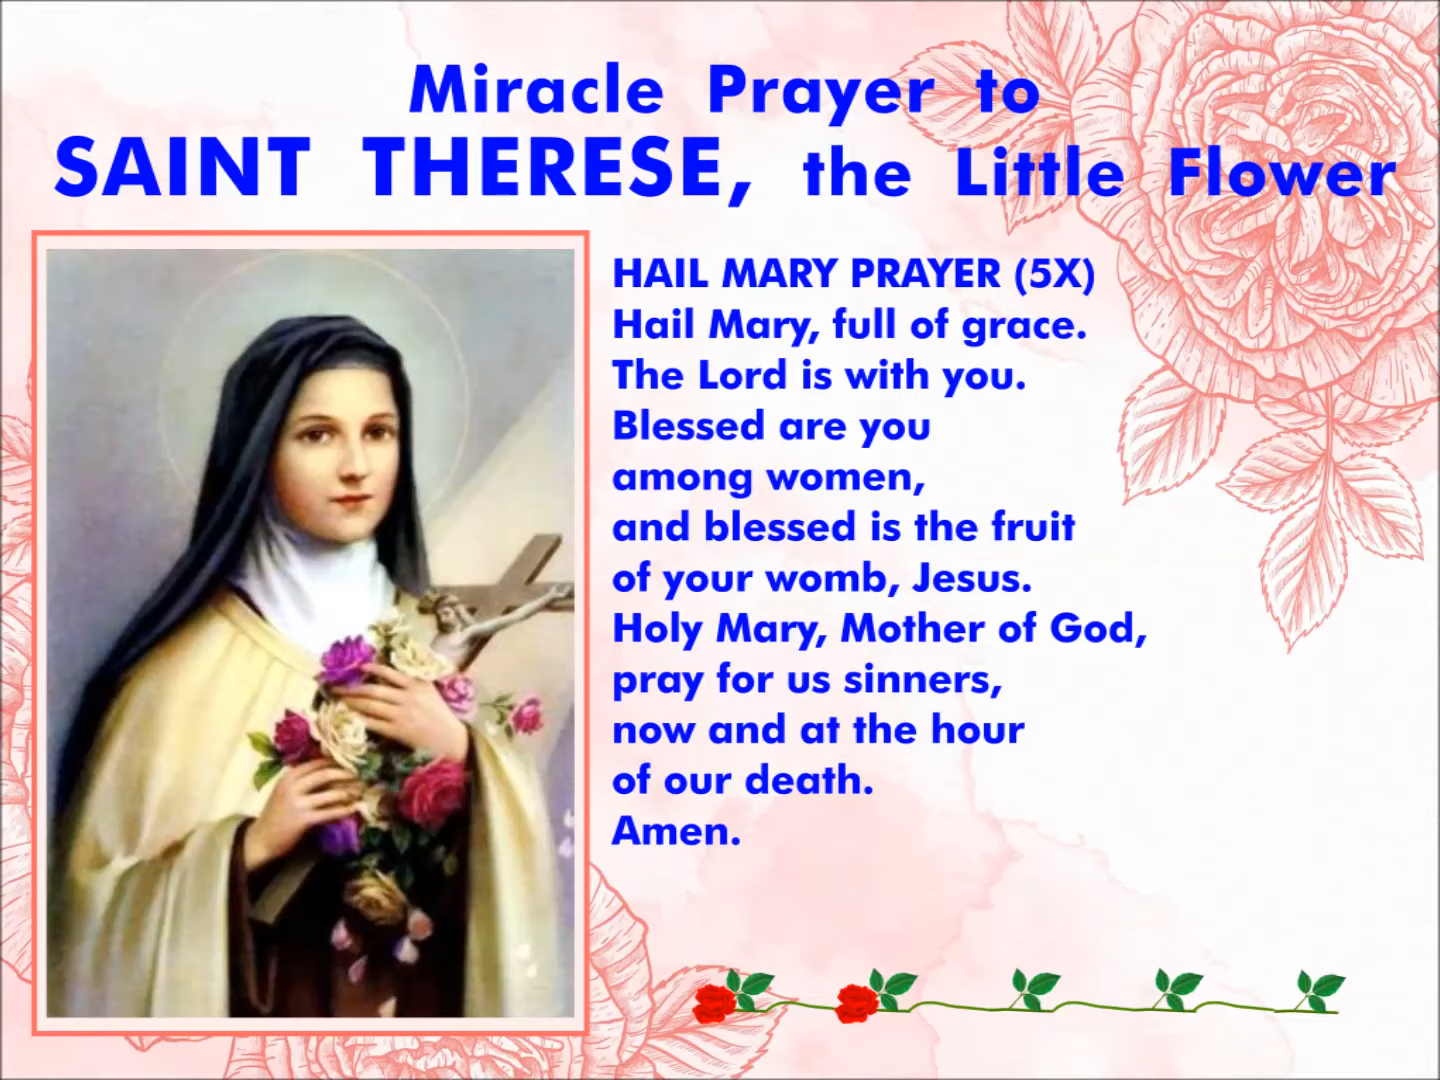 Miracle Prayer to
SAINT THERESE, the Little Flower
HAIL MARY PRAYER (5X)
Hail Mary, full of grace.
The Lord is with you.
Blessed are you
among women,
and blessed is the fruit
of your womb, Jesus.
Holy Mary, Mother of God,
pray for us sinners,
now and at the hour
of our death.
Amen.